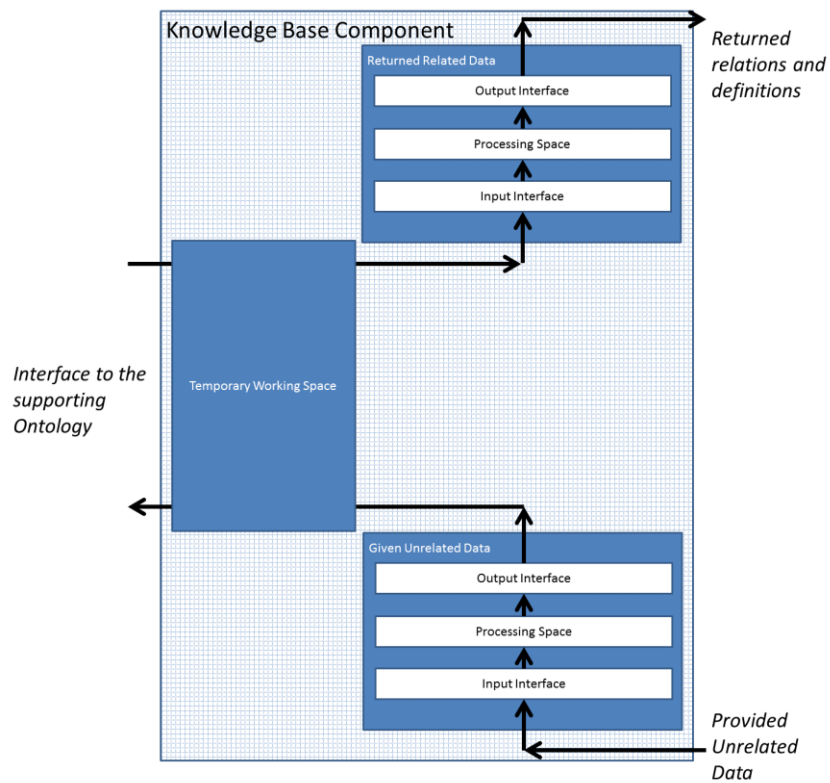 Knowledge Base Component
Returned
relations and
definitions
Returned Related Data
Output Interface
Processing Space
Input Interface
Interface to the
supporting
Ontology
Temporary Working Space
Given Unrelated Data
Output Interface
Processing Space
Input Interface
Provided
Unrelated
Data